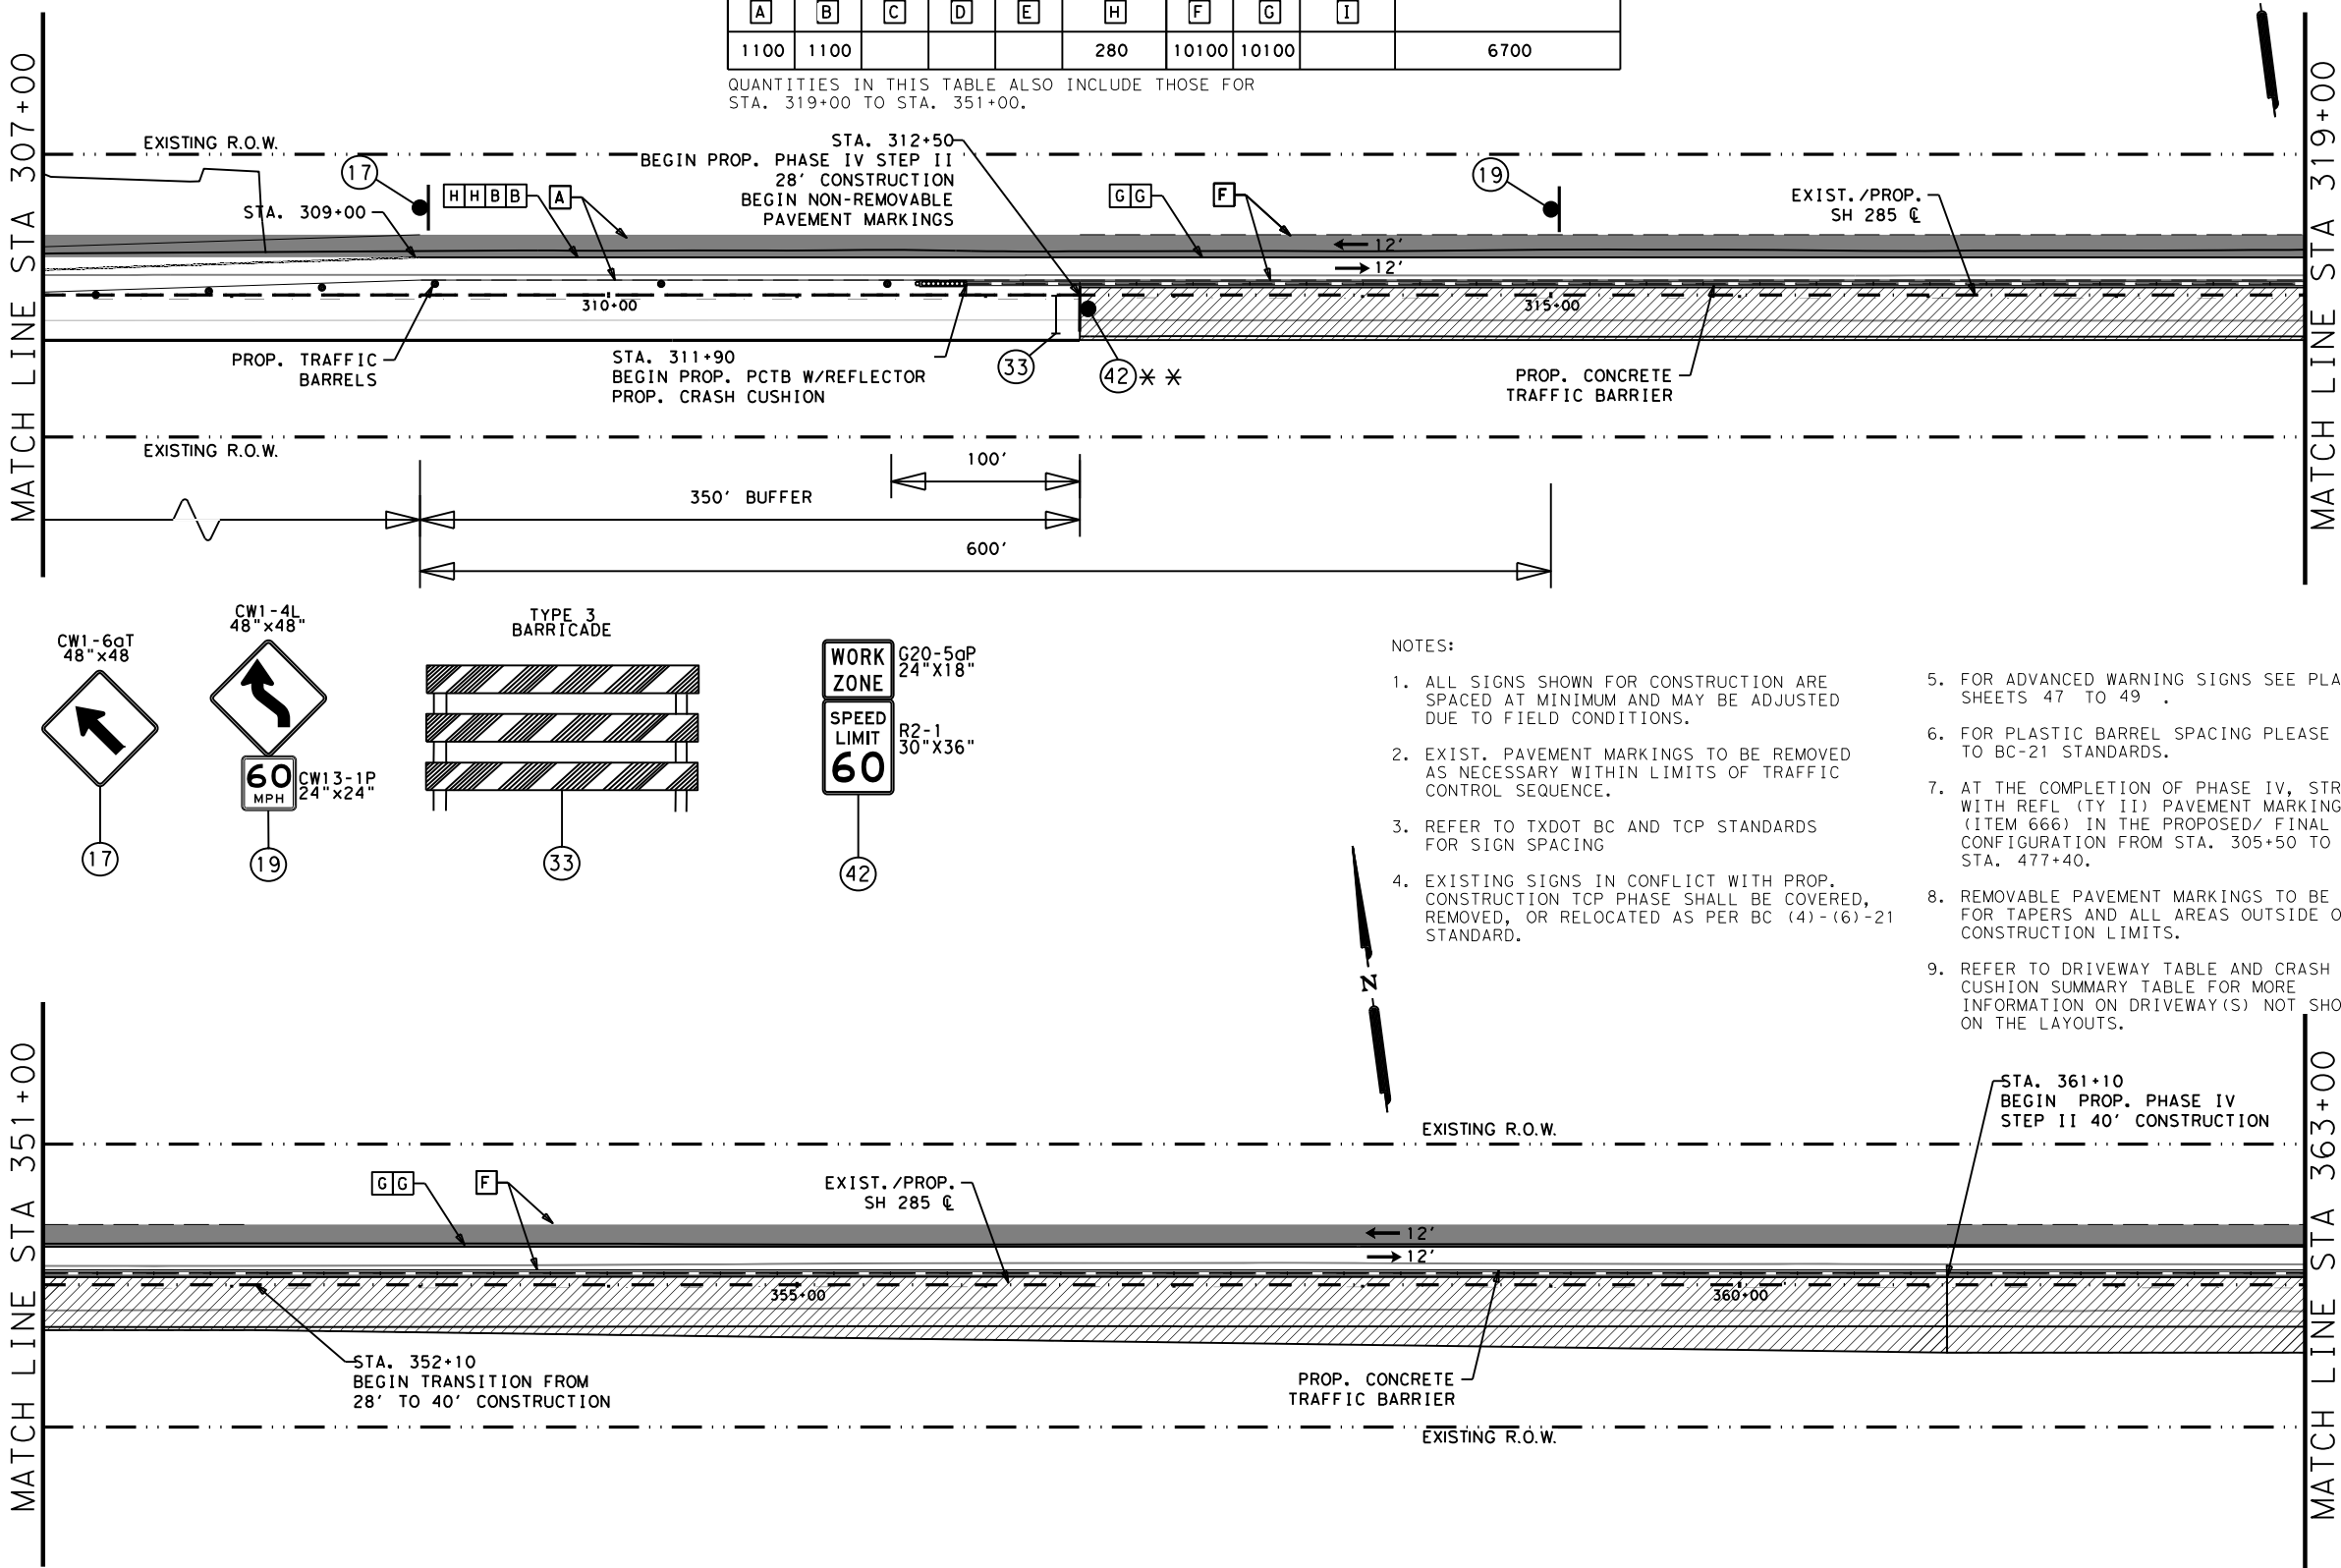 A B C D E H F G I
1100 1100 280 10100 10100 6700
QUANTITIES IN THIS TABLE ALSO INCLUDE THOSE FOR
STA. 319+00 TO STA. 351+00.
MATCH LINE STA 307+00
MATCH LINE STA 319+00
EXISTING R.O.W.
17
STA. 309+00
H H B B
A
STA. 312+50
BEGIN PROP. PHASE IV STEP II
28' CONSTRUCTION
BEGIN NON-REMOVABLE
PAVEMENT MARKINGS
G G
F
19
EXIST./PROP.
SH 285 ℄
12'
12'
310+00
315+00
PROP. TRAFFIC
BARRELS
STA. 311+90
BEGIN PROP. PCTB W/REFLECTOR
PROP. CRASH CUSHION
33
42 * *
PROP. CONCRETE
TRAFFIC BARRIER
EXISTING R.O.W.
100'
350' BUFFER
600'
CW1-6aT
48"x48
17
CW1-4L
48"x48"
60
MPH
CW13-1P
24"x24"
19
TYPE 3
BARRICADE
33
WORK
ZONE
G20-5aP
24"X18"
SPEED
LIMIT
60
R2-1
30"X36"
42
NOTES:
1. ALL SIGNS SHOWN FOR CONSTRUCTION ARE
SPACED AT MINIMUM AND MAY BE ADJUSTED
DUE TO FIELD CONDITIONS.
2. EXIST. PAVEMENT MARKINGS TO BE REMOVED
AS NECESSARY WITHIN LIMITS OF TRAFFIC
CONTROL SEQUENCE.
3. REFER TO TXDOT BC AND TCP STANDARDS
FOR SIGN SPACING
4. EXISTING SIGNS IN CONFLICT WITH PROP.
CONSTRUCTION TCP PHASE SHALL BE COVERED,
REMOVED, OR RELOCATED AS PER BC (4)-(6)-21
STANDARD.
5. FOR ADVANCED WARNING SIGNS SEE PLA
SHEETS 47 TO 49 .
6. FOR PLASTIC BARREL SPACING PLEASE
TO BC-21 STANDARDS.
7. AT THE COMPLETION OF PHASE IV, STR
WITH REFL (TY II) PAVEMENT MARKING
(ITEM 666) IN THE PROPOSED/ FINAL
CONFIGURATION FROM STA. 305+50 TO
STA. 477+40.
8. REMOVABLE PAVEMENT MARKINGS TO BE
FOR TAPERS AND ALL AREAS OUTSIDE O
CONSTRUCTION LIMITS.
9. REFER TO DRIVEWAY TABLE AND CRASH
CUSHION SUMMARY TABLE FOR MORE
INFORMATION ON DRIVEWAY(S) NOT SHO
ON THE LAYOUTS.
N
MATCH LINE STA 351+00
MATCH LINE STA 363+00
STA. 361+10
BEGIN PROP. PHASE IV
STEP II 40' CONSTRUCTION
EXISTING R.O.W.
G G
F
EXIST./PROP.
SH 285 ℄
12'
12'
355+00
360+00
STA. 352+10
BEGIN TRANSITION FROM
28' TO 40' CONSTRUCTION
PROP. CONCRETE
TRAFFIC BARRIER
EXISTING R.O.W.